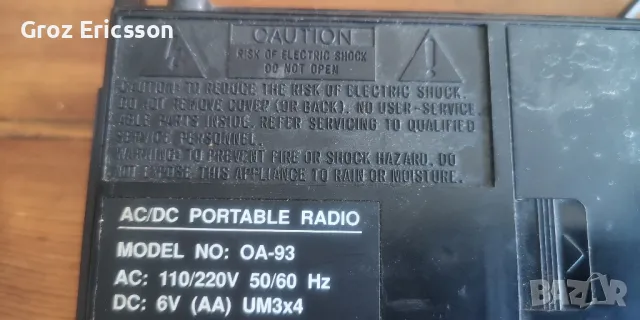 Groz Ericsson
CAUTION
RISK OF ELECTRIC SHOCK
DO NOT OPEN
CAUTION: TO REDUCE THE RISK OF ELECTRIC SHOCK.
DO NOT REMOVE COVER (OR BACK). NO USER-SERVICE
ABLE PARTS INSIDE. REFER SERVICING TO QUALIFIED
SERVICE PERSONNEL.
WARNING: TO PREVENT FIRE OR SHOCK HAZARD. DO
NOT EXPOSE THIS APPLIANCE TO RAIN OR MOISTURE.
AC/DC PORTABLE RADIO
MODEL NO: OA-93
AC: 110/220V 50/60 Hz
DC: 6V (AA) UM3x4
BAZAR
bg